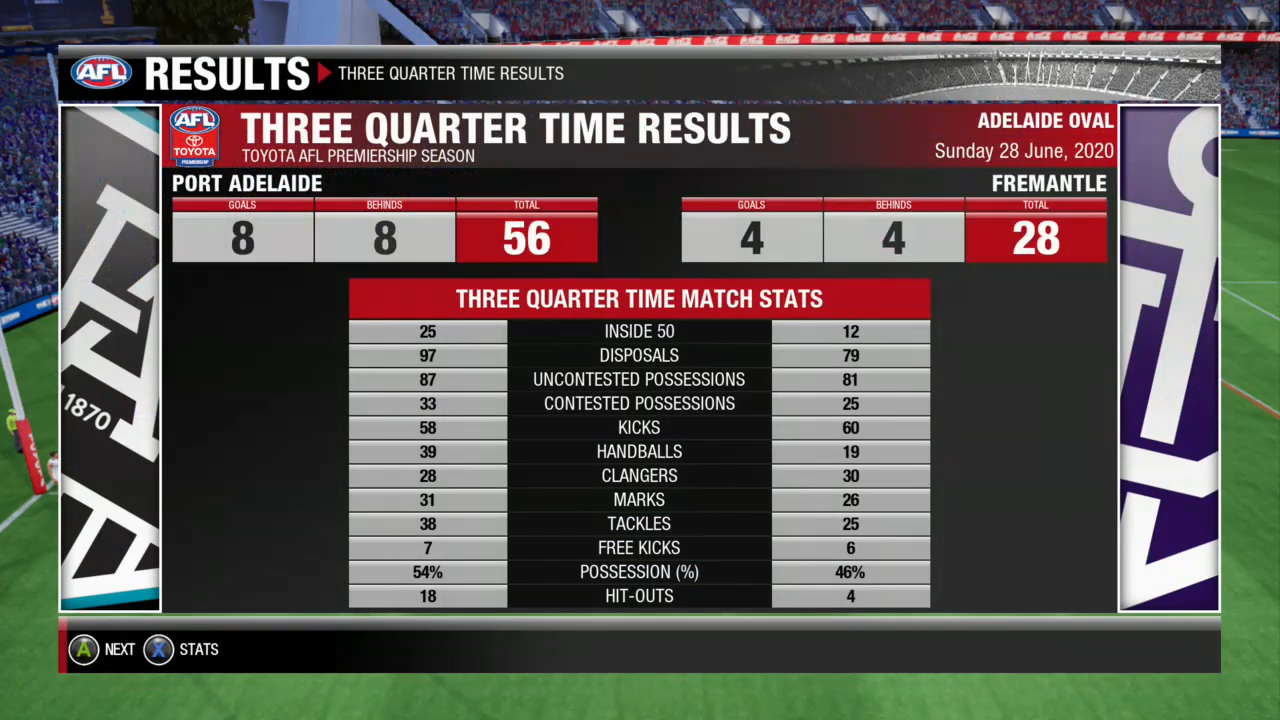 AFL RESULTS THREE QUARTER TIME RESULTS
AFL TOYOTA PREMIERSHIP
THREE QUARTER TIME RESULTS
TOYOTA AFL PREMIERSHIP SEASON
ADELAIDE OVAL
Sunday 28 June, 2020
PORT ADELAIDE
FREMANTLE
GOALS BEHINDS TOTAL
8 8 56
GOALS BEHINDS TOTAL
4 4 28
THREE QUARTER TIME MATCH STATS
25 INSIDE 50 12
97 DISPOSALS 79
87 UNCONTESTED POSSESSIONS 81
33 CONTESTED POSSESSIONS 25
58 KICKS 60
39 HANDBALLS 19
28 CLANGERS 30
31 MARKS 26
38 TACKLES 25
7 FREE KICKS 6
54% POSSESSION (%) 46%
18 HIT-OUTS 4
1870
A NEXT X STATS